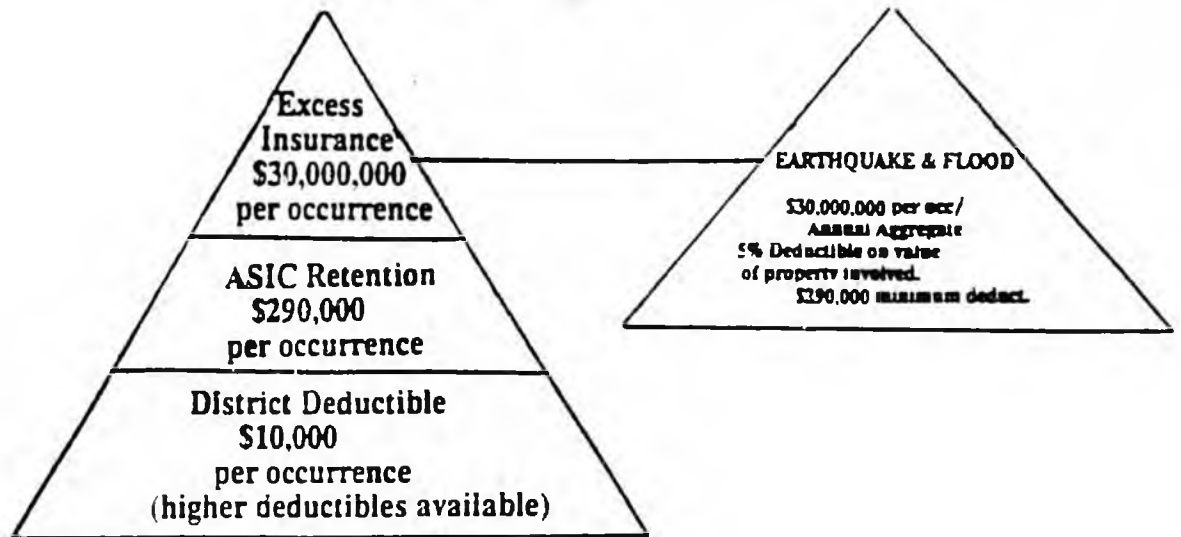 Excess
Insurance
$30,000,000
per occurrence
ASIC Retention
$290,000
per occurrence
District Deductible
$10,000
per occurrence
(higher deductibles available)
EARTHQUAKE & FLOOD
$30,000,000 per occ/
Annual Aggregate
5% Deductible on value
of property involved.
$290,000 minimum deduct.